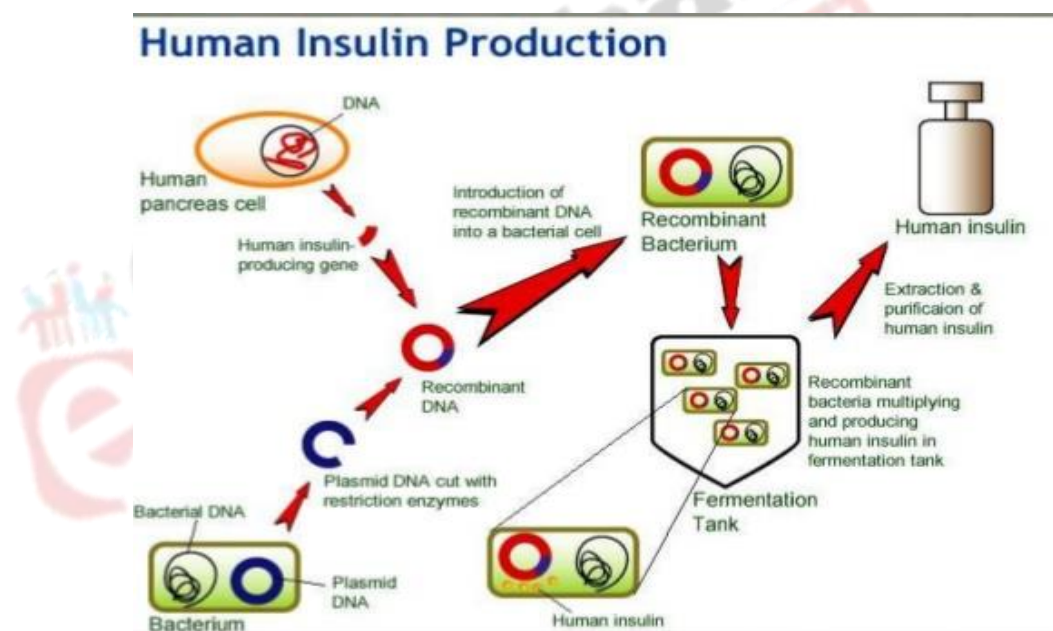 Human Insulin Production
DNA
Human
pancreas cell
Human insulin-
producing gene
Introduction of
recombinant DNA
into a bacterial cell
Recombinant
Bacterium
Human insulin
Extraction &
purificaion of
human insulin
Recombinant
DNA
Plasmid DNA cut with
restriction enzymes
Recombinant
bacteria multiplying
and producing
human insulin in
fermentation tank
Fermentation
Tank
Bacterial DNA
Plasmid
DNA
Bacterium
Human insulin